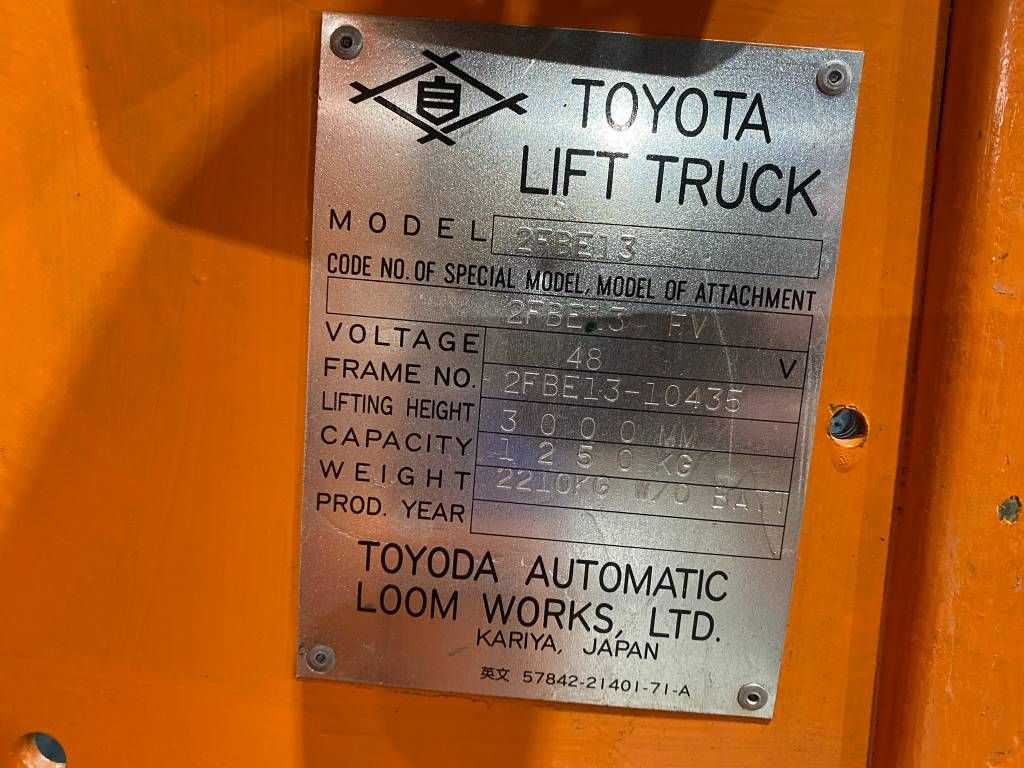 自
TOYOTA
LIFT TRUCK
MODEL 2FBE13
CODE NO. OF SPECIAL MODEL, MODEL OF ATTACHMENT
2FBE13- FV
VOLTAGE 48 V
FRAME NO. 2FBE13-10435
LIFTING HEIGHT 3000 MM
CAPACITY 1250 KG
WEIGHT 2210KG W/O BATT
PROD. YEAR
TOYODA AUTOMATIC
LOOM WORKS, LTD.
KARIYA, JAPAN
英文 57842-21401-71-A